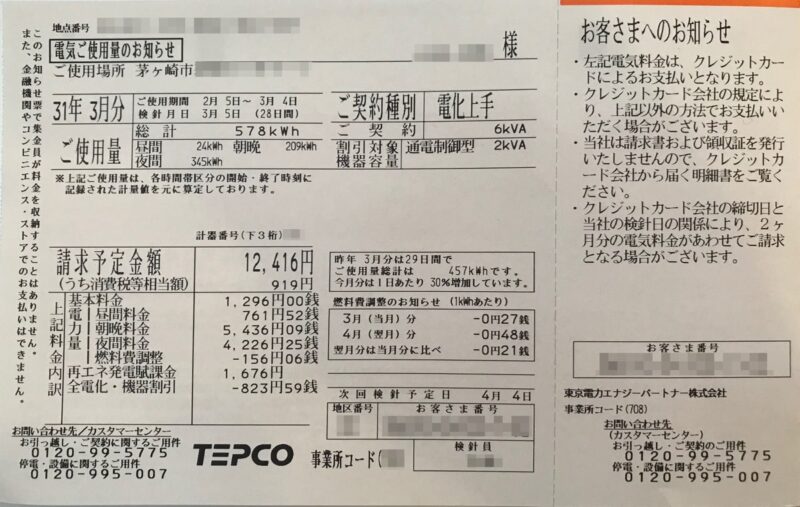 地点番号
電気ご使用量のお知らせ
様
ご使用場所 茅ヶ崎市
31年 3月分
ご使用期間 2月 5日〜 3月 4日
検針月日 3月 5日 (28日間)
ご契約種別 電化上手
ご使用量
総計 578kWh
昼間 24kWh 朝晩 209kWh
夜間 345kWh
ご契約 6kVA
割引対象機器容量 通電制御型 2kVA
※上記ご使用量は、各時間帯区分の開始・終了時刻に
記録された計量値を元に算定しております。
計器番号(下3桁)
請求予定金額 12,416円
(うち消費税等相当額) 919円
上記料金内訳
基本料金 1,296円00銭
電力量
昼間料金 761円52銭
朝晩料金 5,436円09銭
夜間料金 4,226円25銭
燃料費調整 -156円06銭
再エネ発電賦課金 1,676円
全電化・機器割引 -823円59銭
昨年 3月分は29日間で
ご使用量総計は 457kWhです。
今月分は1日あたり 30%増加しています。
燃料費調整のお知らせ (1kWhあたり)
3月(当月)分 -0円27銭
4月(翌月)分 -0円48銭
翌月分は当月分に比べ -0円21銭
次回検針予定日 4月 4日
地区番号 お客さま番号
検針員
お問い合わせ先/カスタマーセンター
お引っ越し・ご契約に関するご用件
0120-99-5775
停電・設備に関するご用件
0120-995-007
TEPCO
事業所コード(
このお知らせ票で集金員が料金を収納することはありません。
また、金融機関やコンビニエンス・ストアでのお支払いはできません。
お客さまへのお知らせ
・左記電気料金は、クレジットカー
ドによるお支払いとなります。
・クレジットカード会社の規定によ
り、上記以外の方法でお支払いい
ただく場合がございます。
・当社は請求書および領収証を発行
いたしませんので、クレジットカ
ード会社から届く明細書をご覧く
ださい。
・クレジットカード会社の締切日と
当社の検針日の関係により、2ヶ
月分の電気料金があわせてご請求
となる場合がございます。
お客さま番号
東京電力エナジーパートナー株式会社
事業所コード(708)
お問い合わせ先
(カスタマーセンター)
お引っ越し・ご契約のご用件
0120-99-5775
停電・設備に関するご用件
0120-995-007